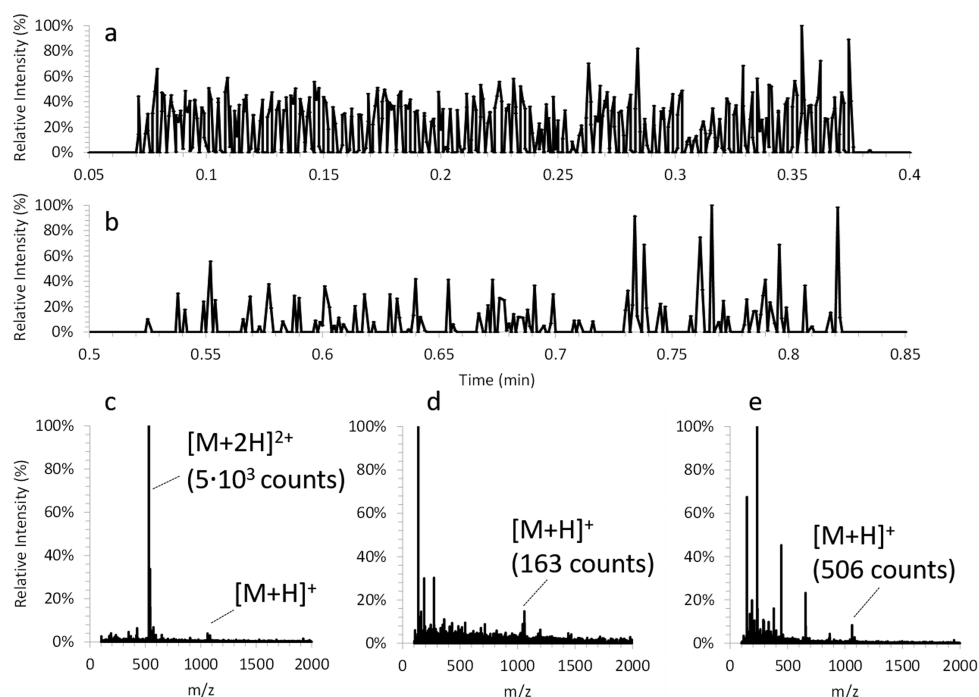 a
Relative Intensity (%)
100%
80%
60%
40%
20%
0%
0.05 0.1 0.15 0.2 0.25 0.3 0.35 0.4
b
Relative Intensity (%)
100%
80%
60%
40%
20%
0%
0.5 0.55 0.6 0.65 0.7 0.75 0.8 0.85
Time (min)
c
Relative Intensity (%)
100%
80%
60%
40%
20%
0%
[M+2H]²⁺
(5·10³ counts)
[M+H]⁺
0 500 1000 1500 2000
m/z
d
100%
80%
60%
40%
20%
0%
[M+H]⁺
(163 counts)
0 500 1000 1500 2000
m/z
e
100%
80%
60%
40%
20%
0%
[M+H]⁺
(506 counts)
0 500 1000 1500 2000
m/z